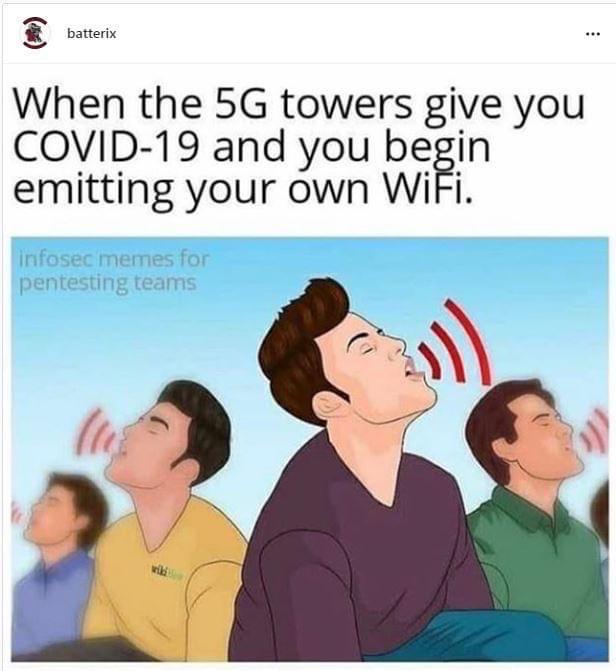 batterix
When the 5G towers give you
COVID-19 and you begin
emitting your own WiFi.
infosec memes for
pentesting teams
wiki